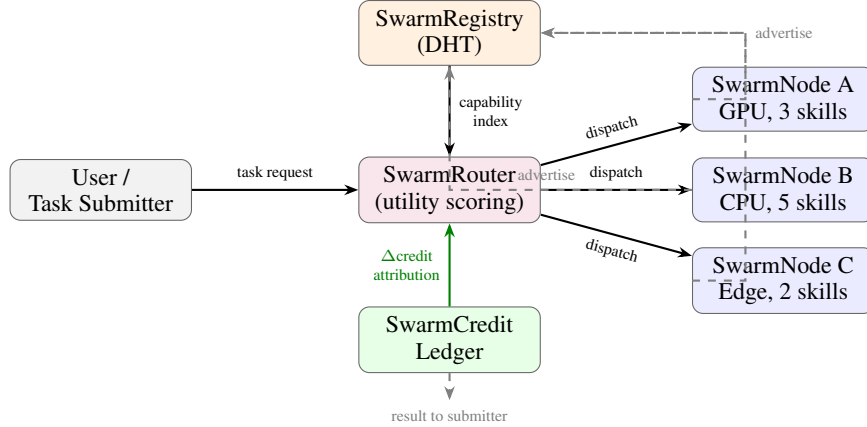 SwarmRegistry
(DHT)
advertise
SwarmNode A
GPU, 3 skills
capability
index
dispatch
User /
Task Submitter
task request
SwarmRouter
(utility scoring)
advertise
dispatch
SwarmNode B
CPU, 5 skills
dispatch
Δcredit
attribution
SwarmNode C
Edge, 2 skills
SwarmCredit
Ledger
result to submitter